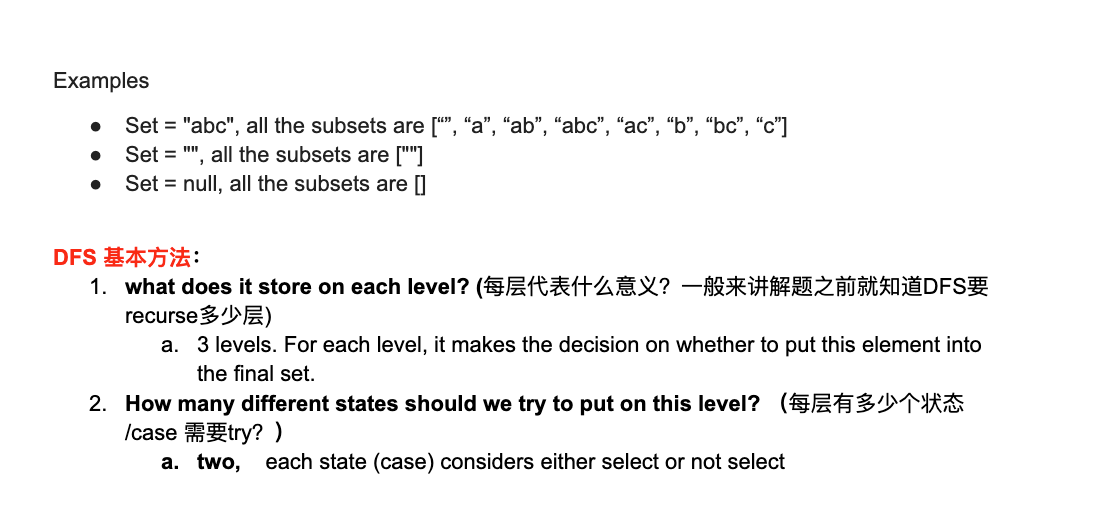 Examples
● Set = "abc", all the subsets are [“”, “a”, “ab”, “abc”, “ac”, “b”, “bc”, “c”]
● Set = "", all the subsets are [""]
● Set = null, all the subsets are []
DFS 基本方法：
1. what does it store on each level? (每层代表什么意义？一般来讲解题之前就知道DFS要
recurse多少层)
a. 3 levels. For each level, it makes the decision on whether to put this element into
the final set.
2. How many different states should we try to put on this level? （每层有多少个状态
/case 需要try？)
a. two, each state (case) considers either select or not select